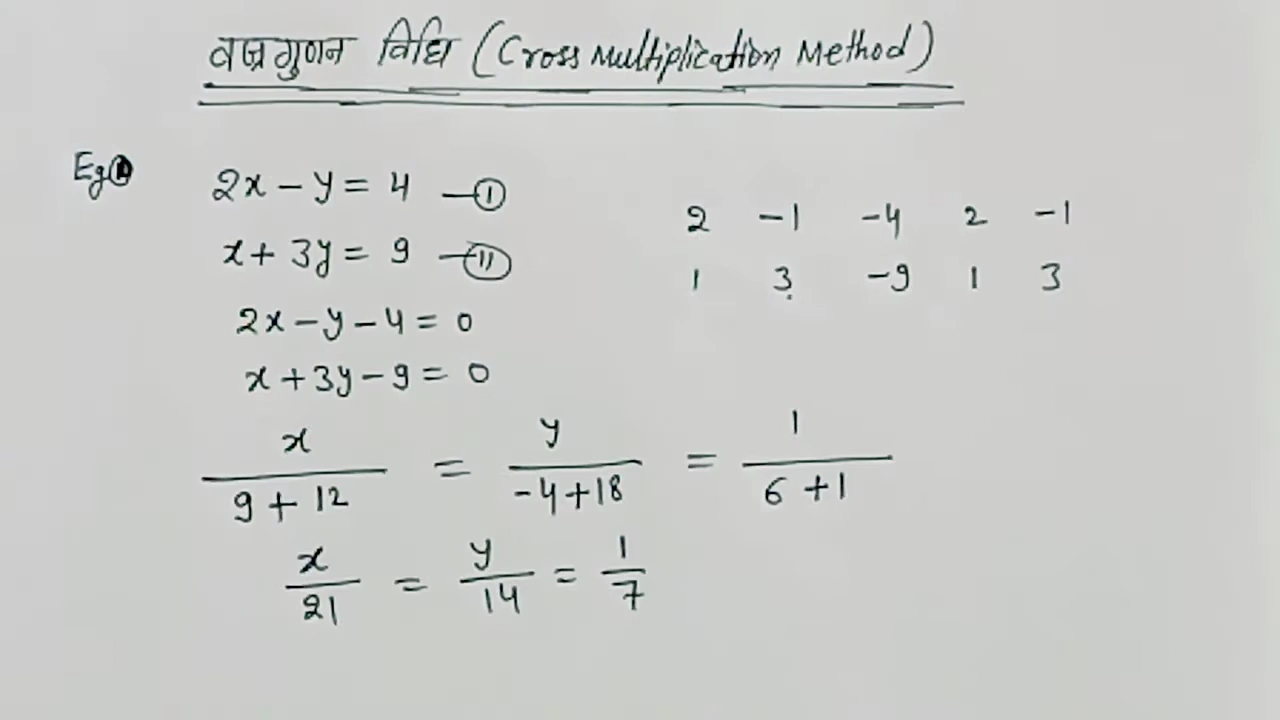 वज्रगुणन विधि (Cross Multiplication Method)
Eg①
2x - y = 4 —①
x + 3y = 9 —⑪
2x - y - 4 = 0
x + 3y - 9 = 0
2 -1 -4 2 -1
1 3 -9 1 3
x/(9 + 12) = y/(-4 + 18) = 1/(6 + 1)
x/21 = y/14 = 1/7